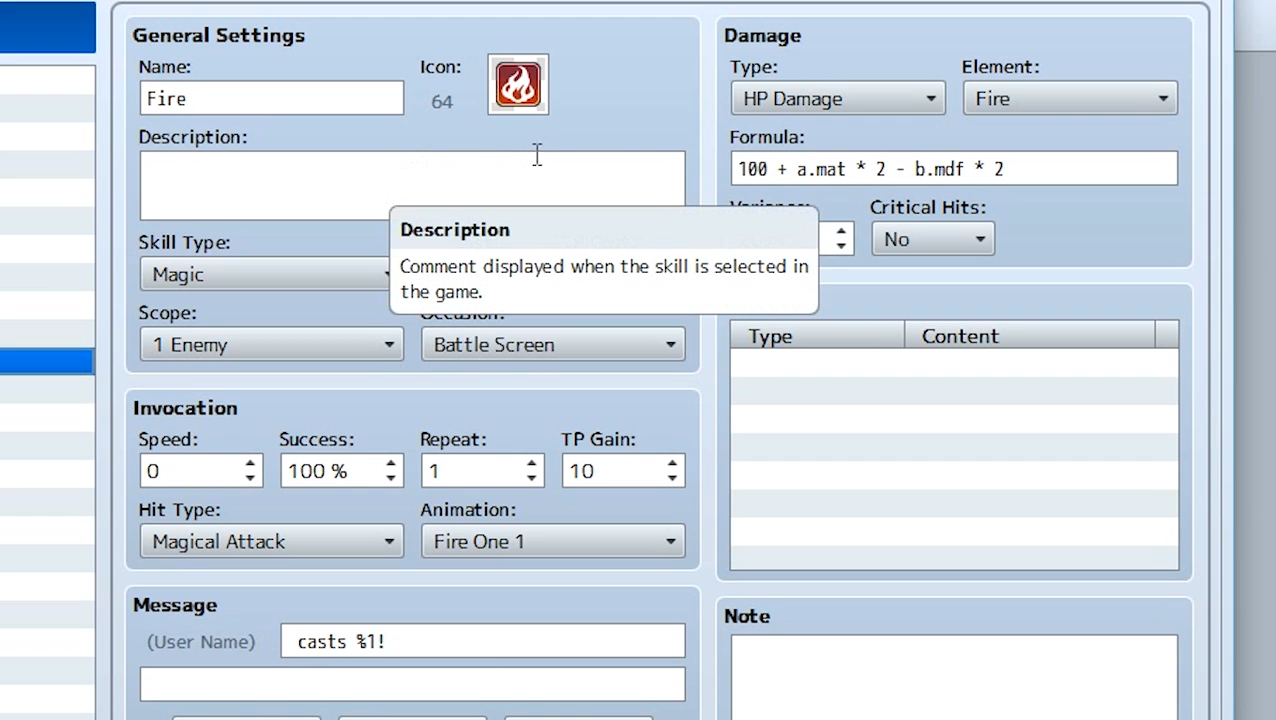 General Settings
Name:
Icon:
Fire
64
Description:
Description
Comment displayed when the skill is selected in
the game.
Skill Type:
Magic
Scope:
1 Enemy
Battle Screen
Invocation
Speed:
Success:
Repeat:
TP Gain:
0
100 %
1
10
Hit Type:
Animation:
Magical Attack
Fire One 1
Message
(User Name)
casts %1!
Damage
Type:
Element:
HP Damage
Fire
Formula:
100 + a.mat * 2 - b.mdf * 2
Critical Hits:
No
Type
Content
Note